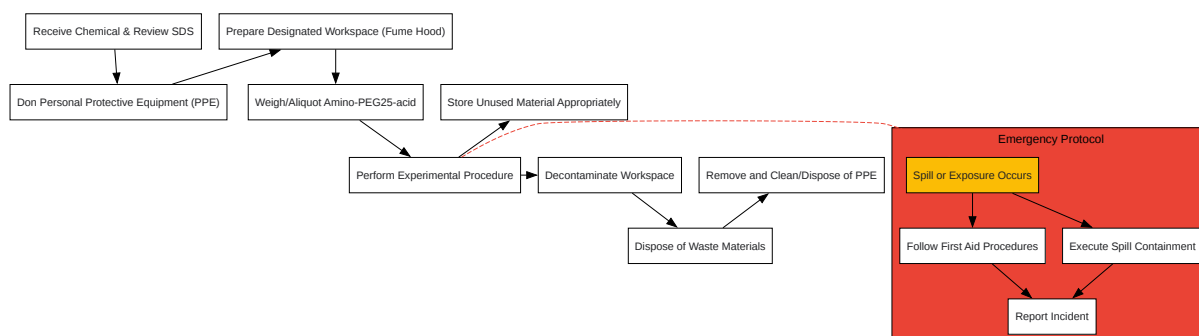 Receive Chemical & Review SDS
Prepare Designated Workspace (Fume Hood)
Don Personal Protective Equipment (PPE)
Weigh/Aliquot Amino-PEG25-acid
Store Unused Material Appropriately
Emergency Protocol
Perform Experimental Procedure
Decontaminate Workspace
Remove and Clean/Dispose of PPE
Spill or Exposure Occurs
Dispose of Waste Materials
Follow First Aid Procedures
Execute Spill Containment
Report Incident